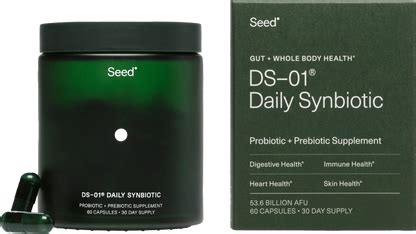 Seed*
DS–01® DAILY SYNBIOTIC
PROBIOTIC + PREBIOTIC SUPPLEMENT
60 CAPSULES • 30 DAY SUPPLY
Seed*
GUT + WHOLE BODY HEALTH*
DS–01®
Daily Synbiotic
Probiotic + Prebiotic Supplement
Digestive Health* Immune Health*
Heart Health* Skin Health*
53.6 BILLION AFU
60 CAPSULES • 30 DAY SUPPLY